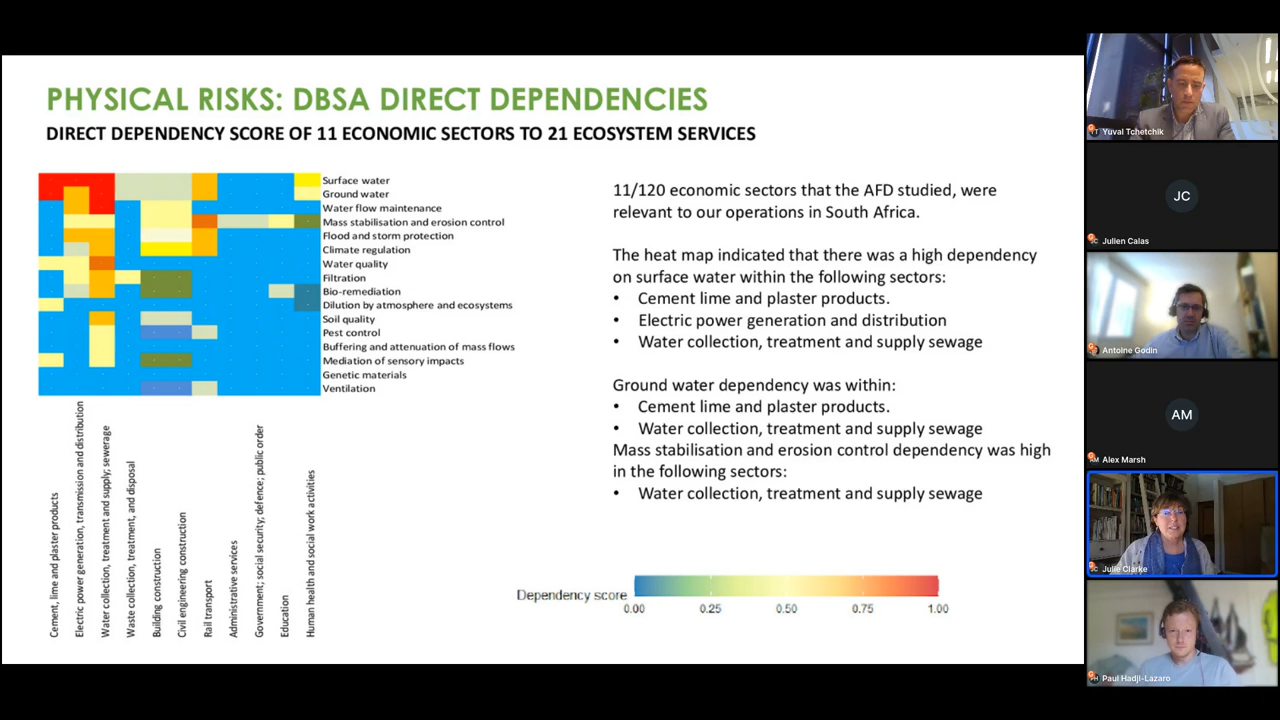 PHYSICAL RISKS: DBSA DIRECT DEPENDENCIES
DIRECT DEPENDENCY SCORE OF 11 ECONOMIC SECTORS TO 21 ECOSYSTEM SERVICES
Surface water
Ground water
Water flow maintenance
Mass stabilisation and erosion control
Flood and storm protection
Climate regulation
Water quality
Filtration
Bio-remediation
Dilution by atmosphere and ecosystems
Soil quality
Pest control
Buffering and attenuation of mass flows
Mediation of sensory impacts
Genetic materials
Ventilation
Cement, lime and plaster products
Electric power generation, transmission and distribution
Water collection, treatment and supply; sewerage
Waste collection, treatment, and disposal
Building construction
Civil engineering construction
Rail transport
Administrative services
Government; social security; defence; public order
Education
Human health and social work activities
11/120 economic sectors that the AFD studied, were
relevant to our operations in South Africa.
The heat map indicated that there was a high dependency
on surface water within the following sectors:
• Cement lime and plaster products.
• Electric power generation and distribution
• Water collection, treatment and supply sewage
Ground water dependency was within:
• Cement lime and plaster products.
• Water collection, treatment and supply sewage
Mass stabilisation and erosion control dependency was high
in the following sectors:
• Water collection, treatment and supply sewage
Dependency score
0.00 0.25 0.50 0.75 1.00
YT Yuval Tchetchik
JC
JC Julien Calas
Antoine Godin
AM
AM Alex Marsh
JC Julie Clarke
PH Paul Hadji-Lazaro